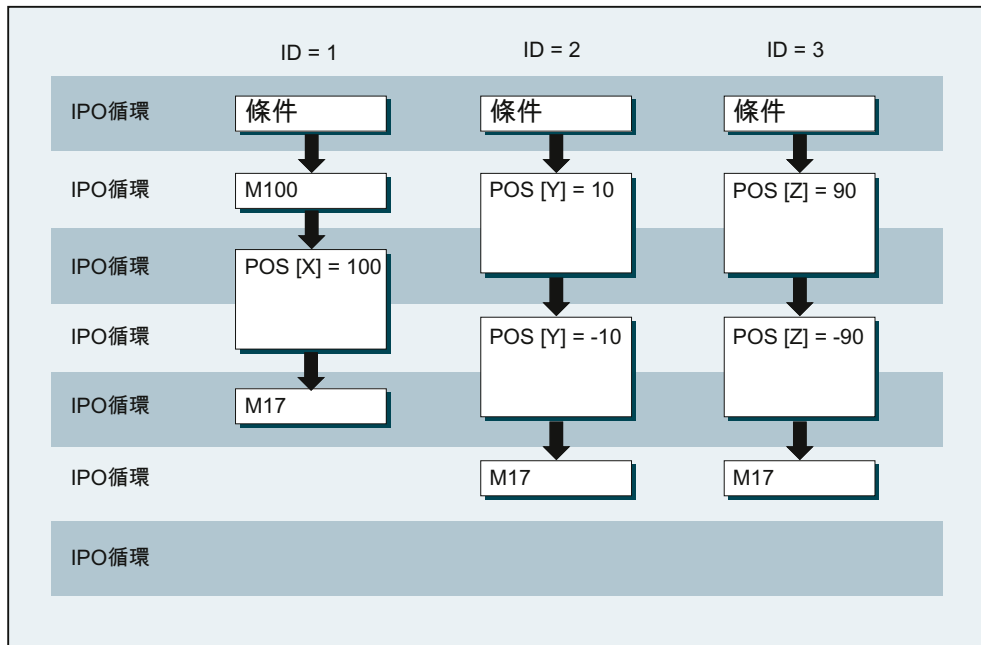 ID = 1
ID = 2
ID = 3
IPO循環
條件
條件
條件
IPO循環
M100
POS [Y] = 10
POS [Z] = 90
IPO循環
POS [X] = 100
IPO循環
POS [Y] = -10
POS [Z] = -90
IPO循環
M17
IPO循環
M17
M17
IPO循環